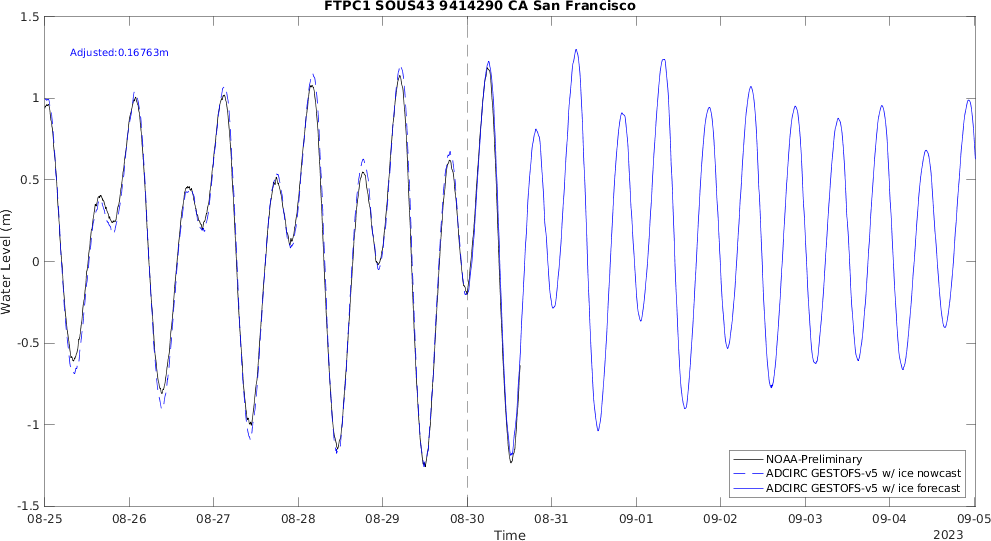 FTPC1 SOUS43 9414290 CA San Francisco
1.5
Adjusted:0.16763m
1
0.5
0
-0.5
-1
-1.5
Water Level (m)
NOAA-Preliminary
ADCIRC GESTOFS-v5 w/ ice nowcast
ADCIRC GESTOFS-v5 w/ ice forecast
08-25 08-26 08-27 08-28 08-29 08-30 08-31 09-01 09-02 09-03 09-04 09-05
Time
2023